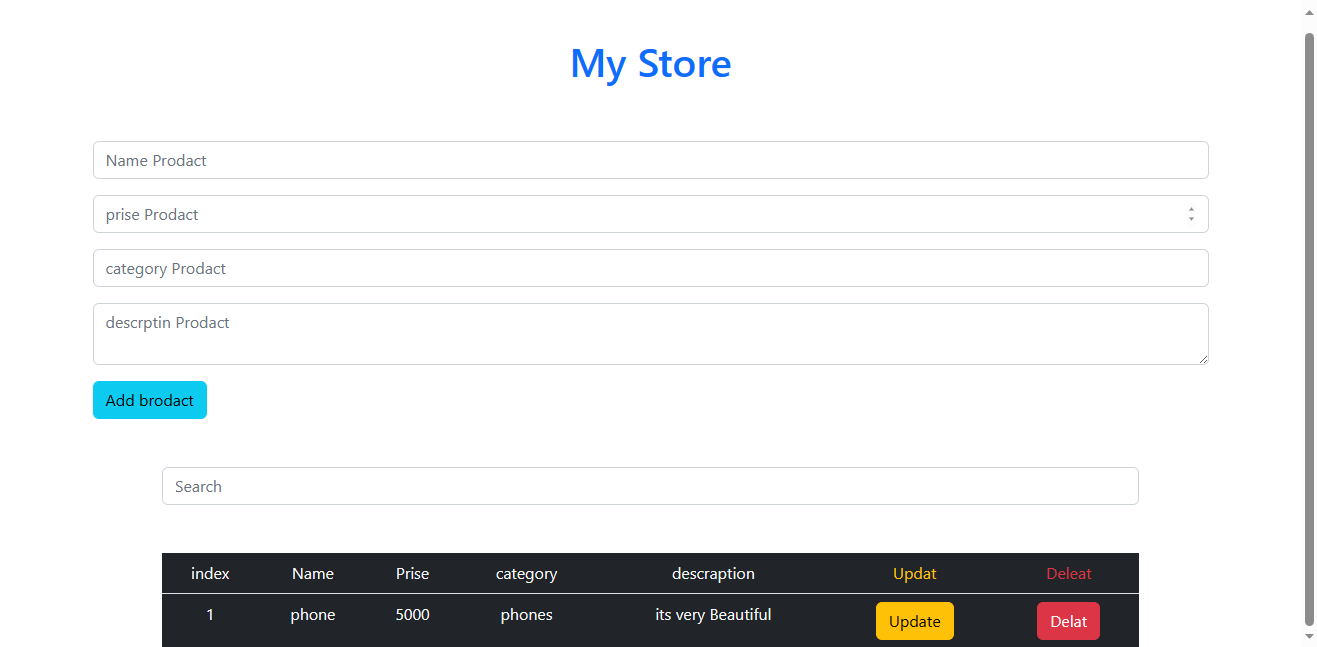 My Store
Name Prodact
prise Prodact
category Prodact
descrptin Prodact
Add brodact
Search
index Name Prise category descraption Updat Deleat
1 phone 5000 phones its very Beautiful Update Delat